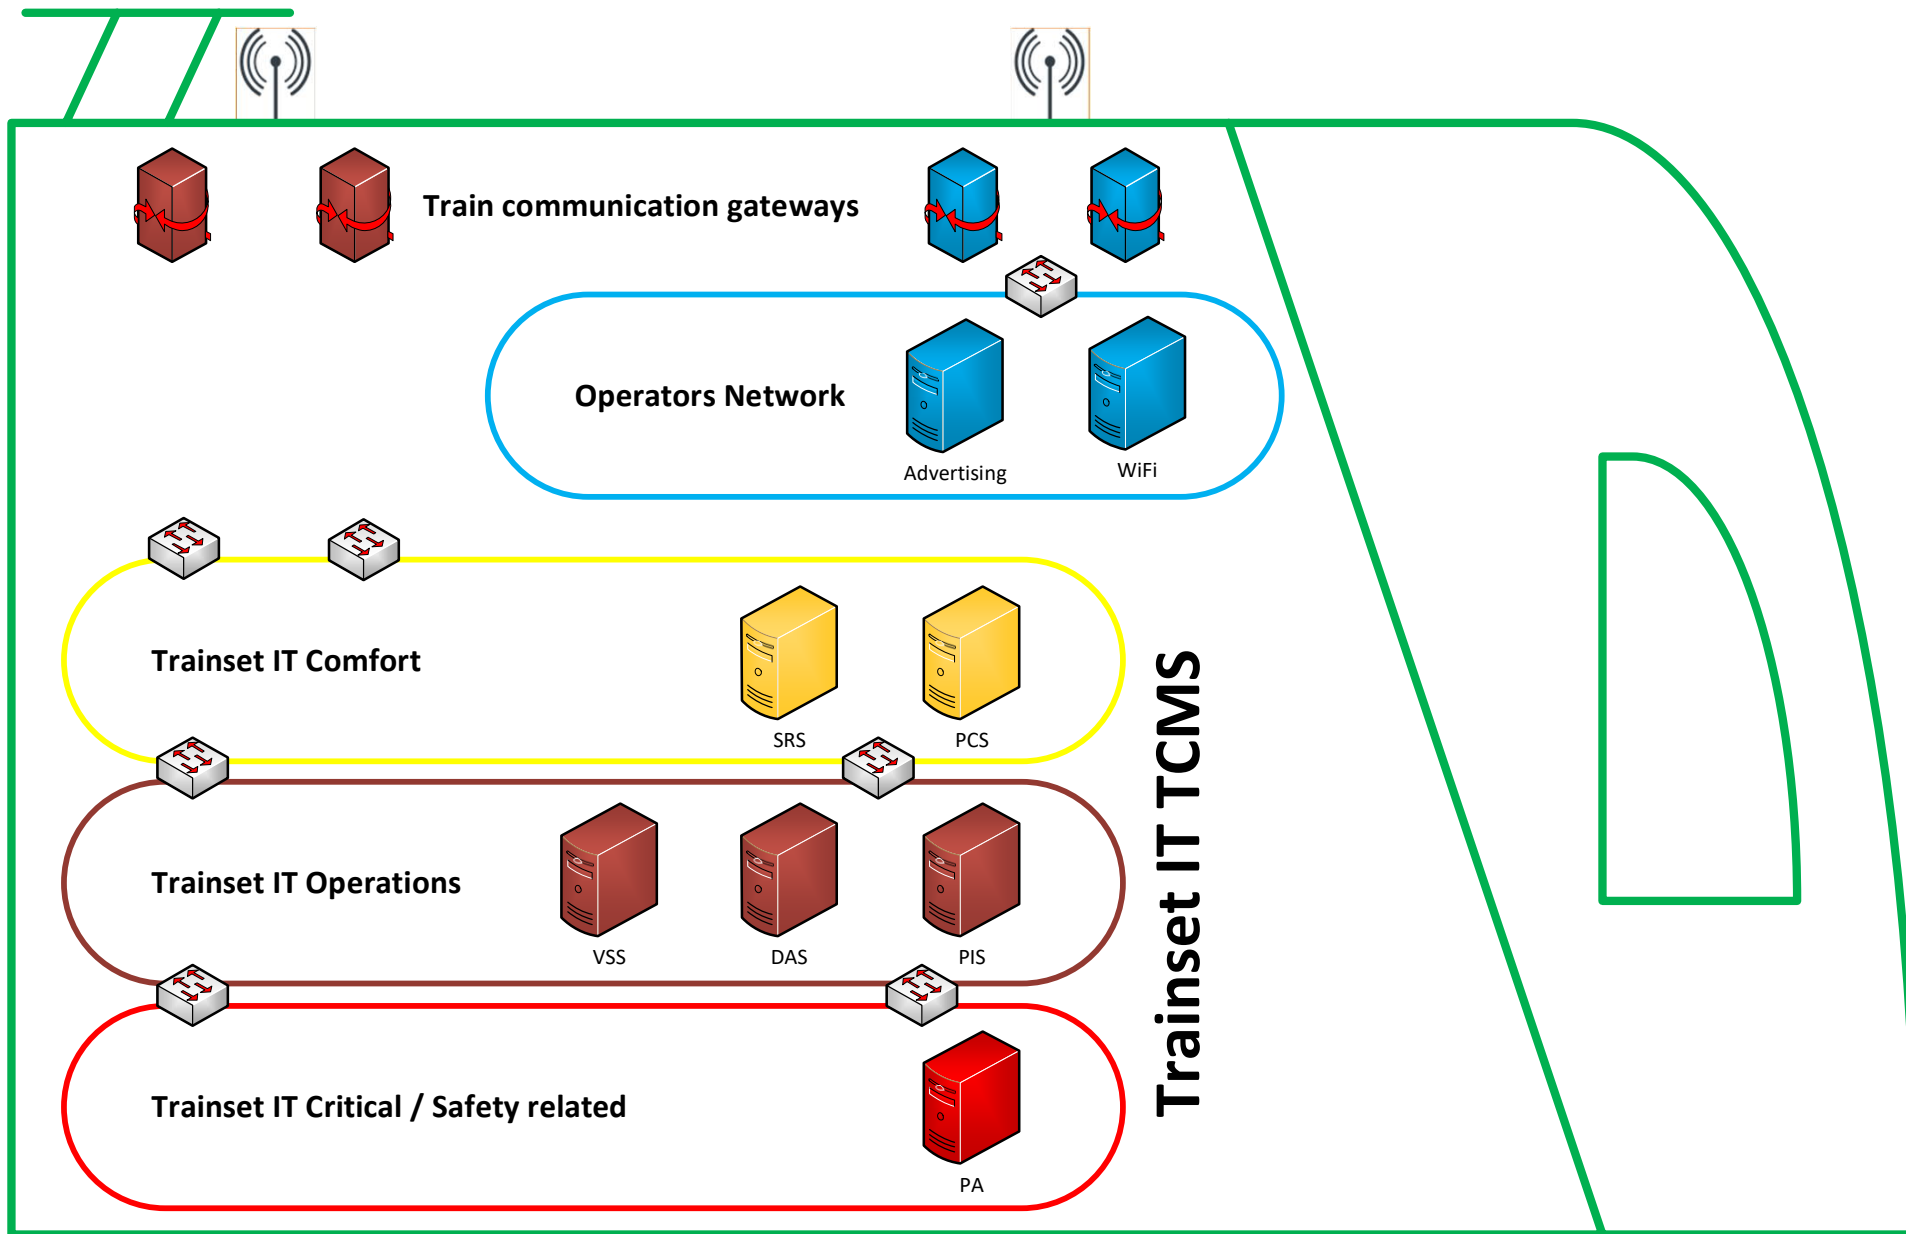 Train communication gateways
Operators Network
Advertising
WiFi
Trainset IT Comfort
SRS
PCS
Trainset IT Operations
VSS
DAS
PIS
Trainset IT Critical / Safety related
PA
Trainset IT TCMS